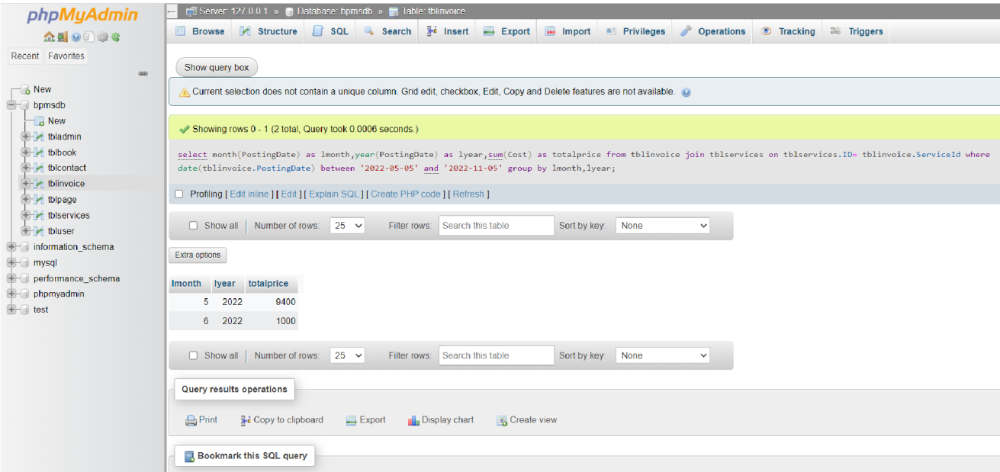 phpMyAdmin
Recent Favorites
New
bpmsdb
New
tbladmin
tblbook
tblcontact
tblinvoice
tblpage
tblservices
tbluser
information_schema
mysql
performance_schema
phpmyadmin
test
Server: 127.0.0.1 » Database: bpmsdb » Table: tblinvoice
Browse Structure SQL Search Insert Export Import Privileges Operations Tracking Triggers
Show query box
Current selection does not contain a unique column. Grid edit, checkbox, Edit, Copy and Delete features are not available.
Showing rows 0 - 1 (2 total, Query took 0.0006 seconds.)
select month(PostingDate) as lmonth,year(PostingDate) as lyear,sum(Cost) as totalprice from tblinvoice join tblservices on tblservices.ID= tblinvoice.ServiceId where
date(tblinvoice.PostingDate) between '2022-05-05' and '2022-11-05' group by lmonth,lyear;
Profiling [ Edit inline ] [ Edit ] [ Explain SQL ] [ Create PHP code ] [ Refresh ]
Show all | Number of rows: 25 Filter rows: Search this table Sort by key: None
Extra options
lmonth lyear totalprice
5 2022 9400
6 2022 1000
Show all | Number of rows: 25 Filter rows: Search this table Sort by key: None
Query results operations
Print Copy to clipboard Export Display chart Create view
Bookmark this SQL query